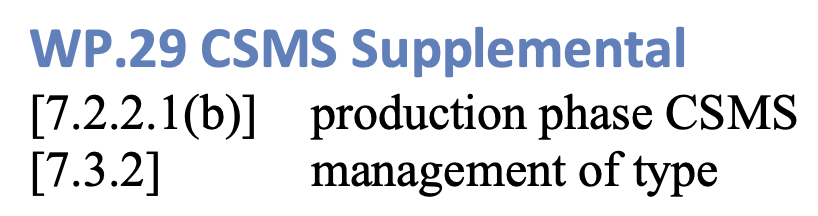 WP.29 CSMS Supplemental
[7.2.2.1(b)] production phase CSMS
[7.3.2] management of type